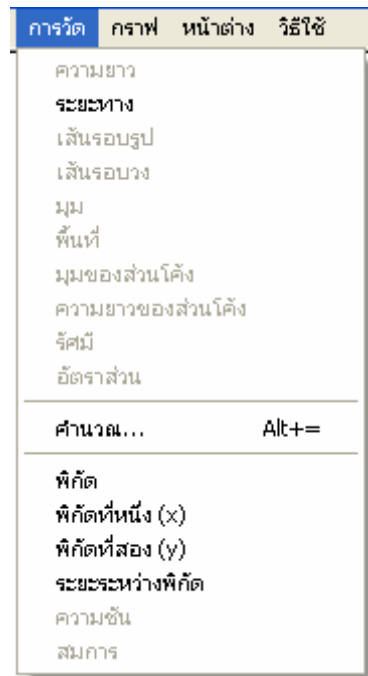 การวัด กราฟ หน้าต่าง วิธีใช้
ความยาว
ระยะทาง
เส้นรอบรูป
เส้นรอบวง
มุม
พื้นที่
มุมของส่วนโค้ง
ความยาวของส่วนโค้ง
รัศมี
อัตราส่วน
คำนวณ... Alt+=
พิกัด
พิกัดที่หนึ่ง (x)
พิกัดที่สอง (y)
ระยะระหว่างพิกัด
ความชัน
สมการ